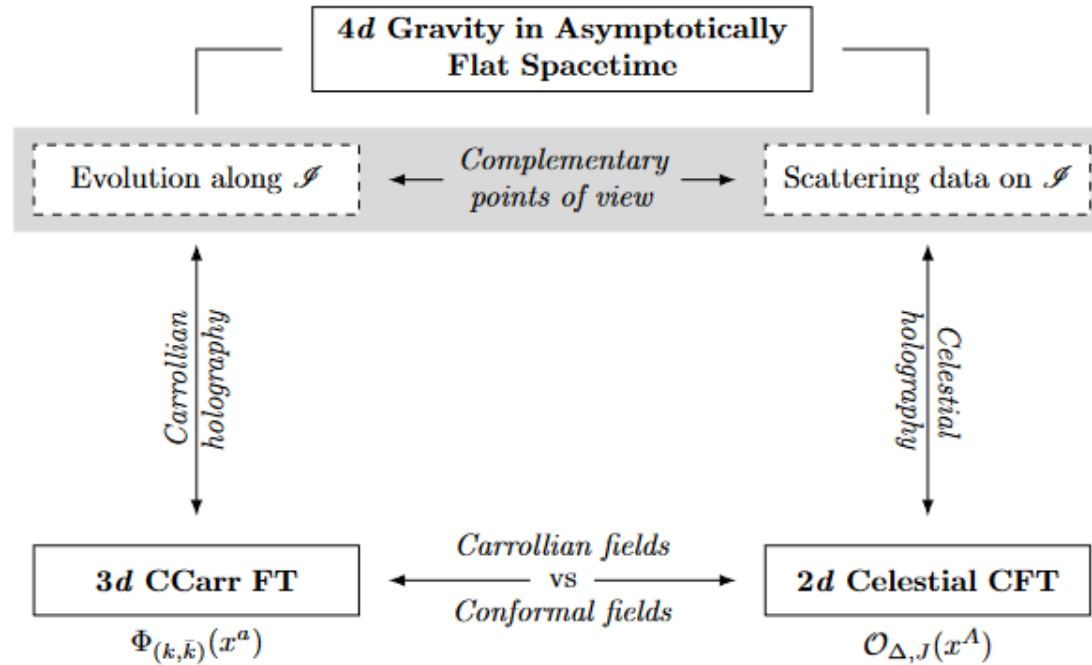 4d Gravity in Asymptotically
Flat Spacetime
Evolution along ℐ
Complementary
points of view
Scattering data on ℐ
Carrollian
holography
Celestial
holography
3d CCarr FT
Carrollian fields
vs
Conformal fields
2d Celestial CFT
Φ_{(k,k̄)}(x^a)
𝒪_{Δ,J}(x^A)